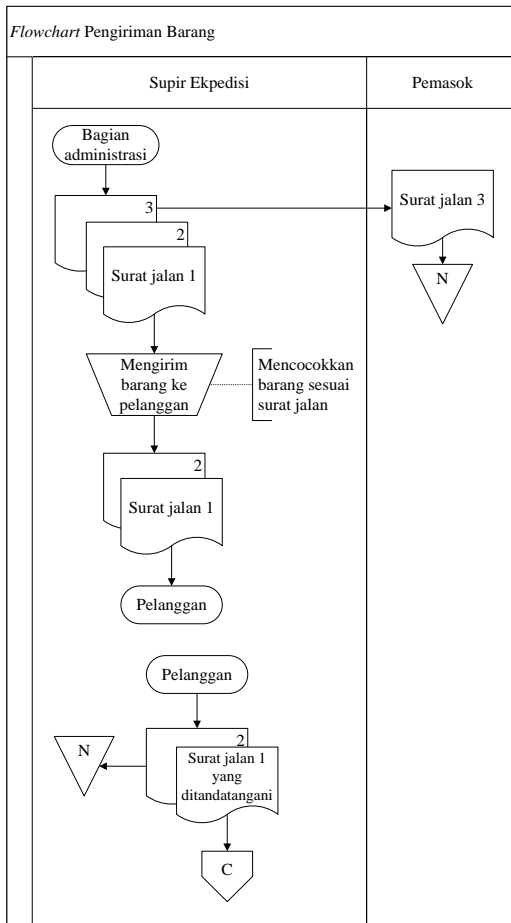 Flowchart Pengiriman Barang
Supir Ekpedisi
Pemasok
Bagian
administrasi
3
2
Surat jalan 1
Surat jalan 3
N
Mengirim
barang ke
pelanggan
Mencocokkan
barang sesuai
surat jalan
2
Surat jalan 1
Pelanggan
Pelanggan
N
2
Surat jalan 1
yang
ditandatangani
C